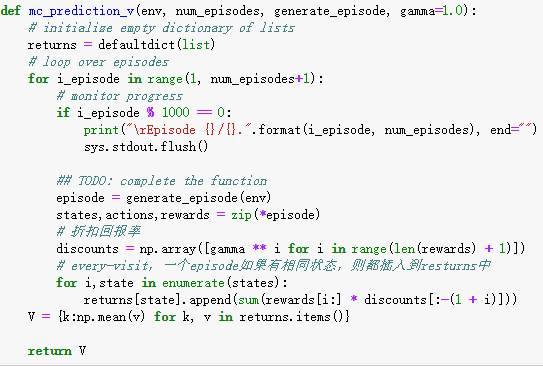 def mc_prediction_v(env, num_episodes, generate_episode, gamma=1.0):
    # initialize empty dictionary of lists
    returns = defaultdict(list)
    # loop over episodes
    for i_episode in range(1, num_episodes+1):
        # monitor progress
        if i_episode % 1000 == 0:
            print("\rEpisode {}/{}.".format(i_episode, num_episodes), end="")
            sys.stdout.flush()

        ## TODO: complete the function
        episode = generate_episode(env)
        states,actions,rewards = zip(*episode)
        # 折扣回报率
        discounts = np.array([gamma ** i for i in range(len(rewards) + 1)])
        # every-visit, 一个episode如果有相同状态，则都插入到resturns中
        for i,state in enumerate(states):
            returns[state].append(sum(rewards[i:] * discounts[:-(1 + i)]))
    V = {k:np.mean(v) for k, v in returns.items()}

    return V